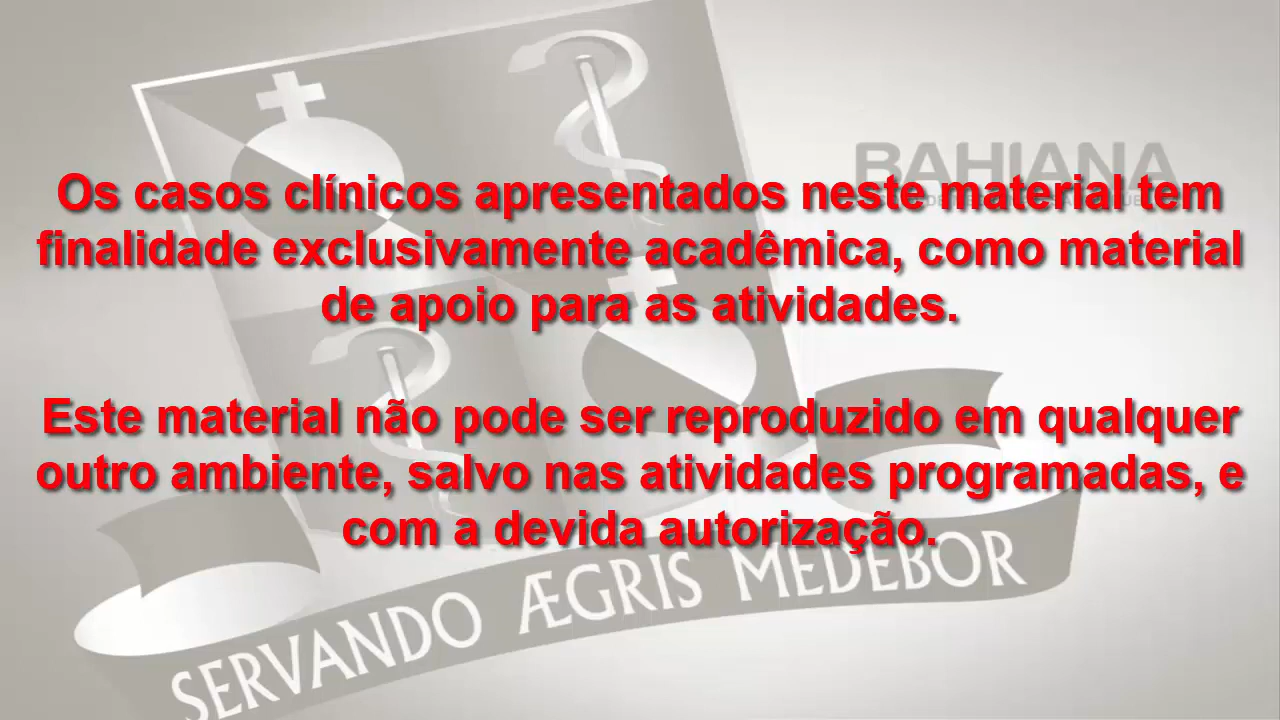 BAHIANA
Os casos clínicos apresentados neste material tem
finalidade exclusivamente acadêmica, como material
de apoio para as atividades.
Este material não pode ser reproduzido em qualquer
outro ambiente, salvo nas atividades programadas, e
com a devida autorização.
SERVANDO ÆGRIS MEDEBOR